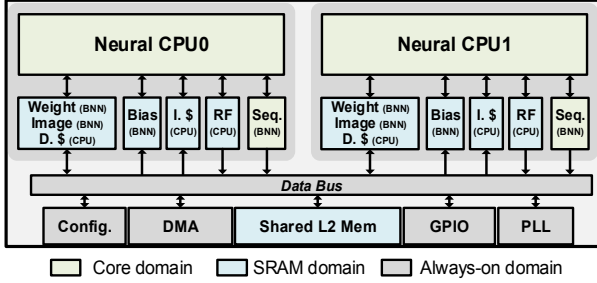 Neural CPU0
Neural CPU1
Weight (BNN)
Image (BNN)
D. $ (CPU)
Bias
(BNN)
I. $
(CPU)
RF
(CPU)
Seq.
(BNN)
Weight (BNN)
Image (BNN)
D. $ (CPU)
Bias
(BNN)
I. $
(CPU)
RF
(CPU)
Seq.
(BNN)
Data Bus
Config.
DMA
Shared L2 Mem
GPIO
PLL
Core domain
SRAM domain
Always-on domain